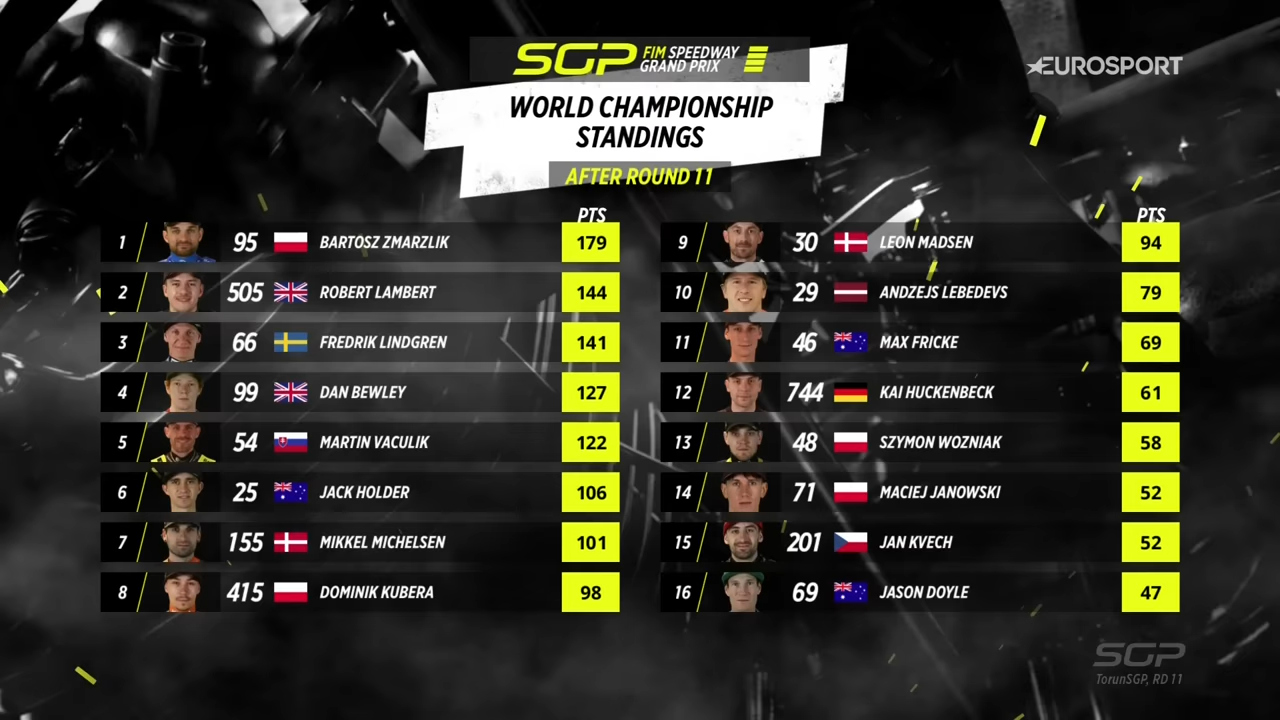 SGP FIM SPEEDWAY
GRAND PRIX
EUROSPORT
WORLD CHAMPIONSHIP
STANDINGS
AFTER ROUND 11
PTS
1 95 BARTOSZ ZMARZLIK 179
2 505 ROBERT LAMBERT 144
3 66 FREDRIK LINDGREN 141
4 99 DAN BEWLEY 127
5 54 MARTIN VACULIK 122
6 25 JACK HOLDER 106
7 155 MIKKEL MICHELSEN 101
8 415 DOMINIK KUBERA 98
PTS
9 30 LEON MADSEN 94
10 29 ANDZEJS LEBEDEVS 79
11 46 MAX FRICKE 69
12 744 KAI HUCKENBECK 61
13 48 SZYMON WOZNIAK 58
14 71 MACIEJ JANOWSKI 52
15 201 JAN KVECH 52
16 69 JASON DOYLE 47
SGP
TorunSGP, RD 11